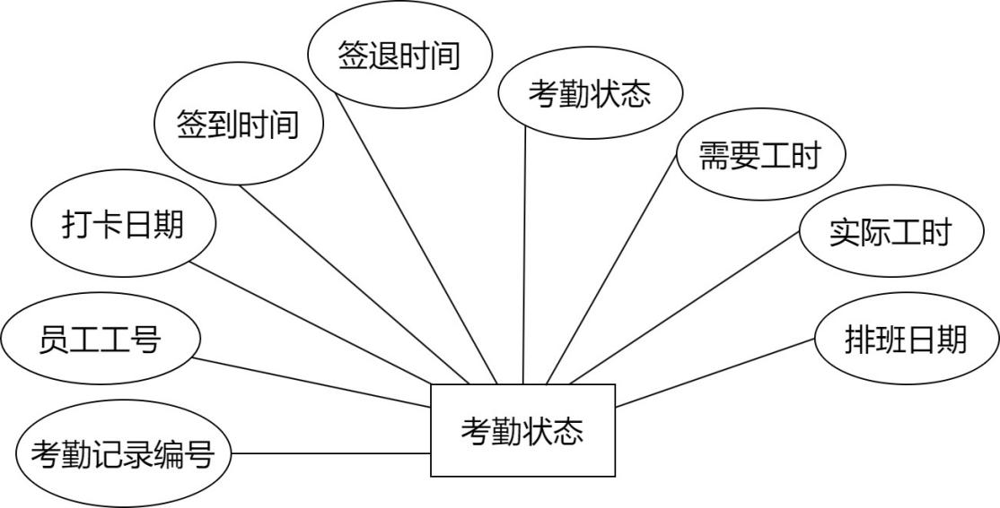 签退时间
考勤状态
签到时间
需要工时
打卡日期
实际工时
员工工号
排班日期
考勤状态
考勤记录编号